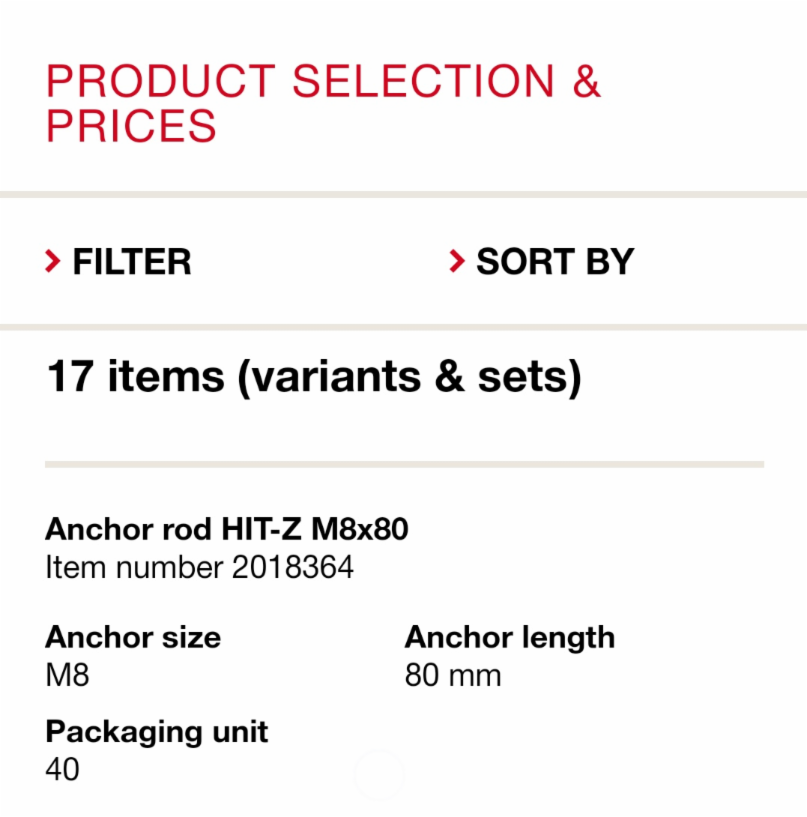 PRODUCT SELECTION &
PRICES
FILTER
SORT BY
17 items (variants & sets)
Anchor rod HIT-Z M8x80
Item number 2018364
Anchor size
M8
Anchor length
80 mm
Packaging unit
40